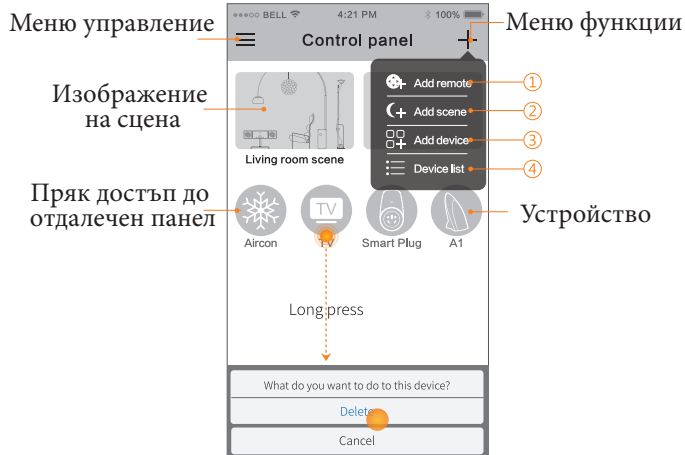 ●●●○○ BELL 4:21 PM 100%
Меню управление
Control panel
Меню функции
Add remote ①
Add scene ②
Add device ③
Device list ④
Изображение
на сцена
Living room scene
Пряк достъп до
отдалечен панел
TV
Устройство
Aircon
TV
Smart Plug
A1
Long press
What do you want to do to this device?
Delete
Cancel